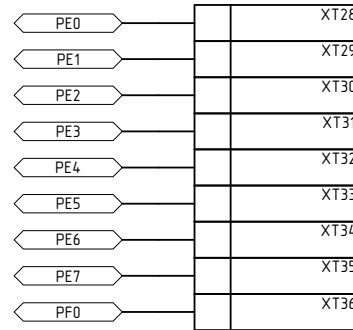 PE0 XT28
PE1 XT29
PE2 XT30
PE3 XT31
PE4 XT32
PE5 XT33
PE6 XT34
PE7 XT35
PF0 XT36